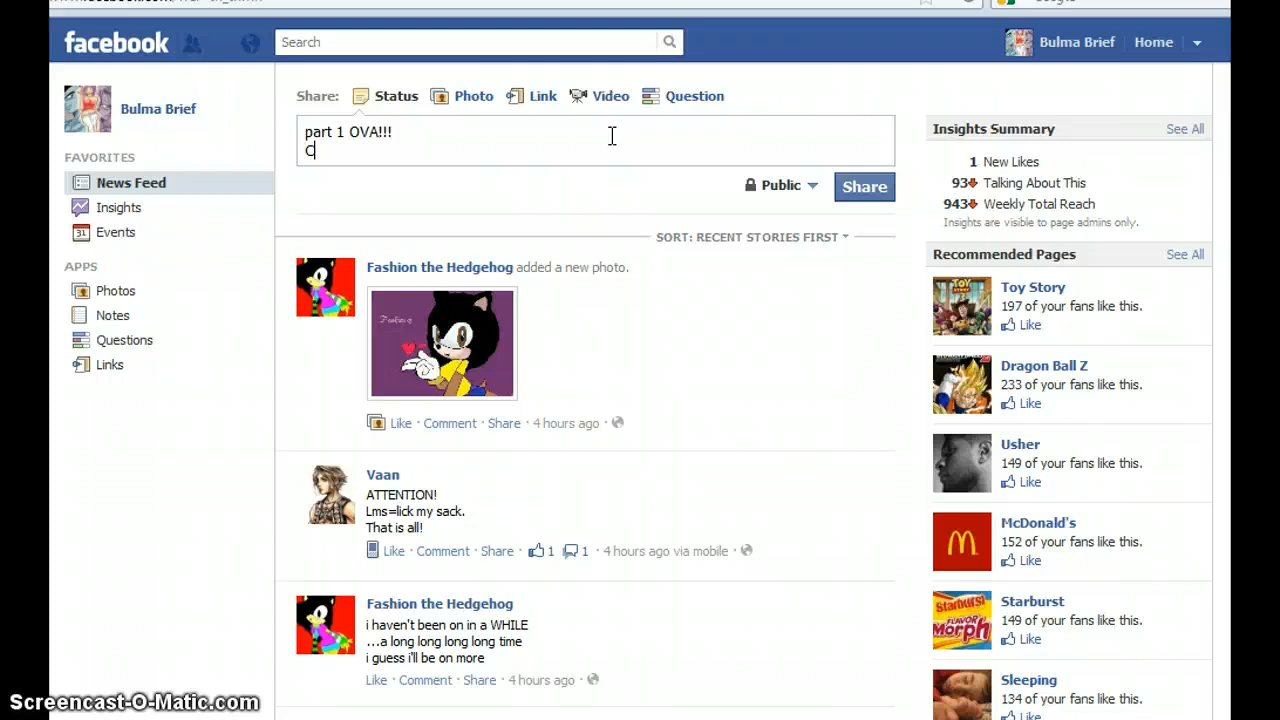 facebook
Search
Bulma Brief
Home
Bulma Brief
FAVORITES
News Feed
Insights
Events
APPS
Photos
Notes
Questions
Links
Share:
Status
Photo
Link
Video
Question
part 1 OVA!!!
C
Public
Share
SORT: RECENT STORIES FIRST
Fashion the Hedgehog added a new photo.
Like · Comment · Share · 4 hours ago ·
Vaan
ATTENTION!
Lms=lick my sack.
That is all!
Like · Comment · Share · 1 1 · 4 hours ago via mobile ·
Fashion the Hedgehog
i haven't been on in a WHILE
...a long long long long time
i guess i'll be on more
Like · Comment · Share · 4 hours ago ·
Insights Summary
See All
1 New Likes
93 Talking About This
943 Weekly Total Reach
Insights are visible to page admins only.
Recommended Pages
See All
Toy Story
197 of your fans like this.
Like
Dragon Ball Z
233 of your fans like this.
Like
Usher
149 of your fans like this.
Like
McDonald's
152 of your fans like this.
Like
Starburst
149 of your fans like this.
Like
Sleeping
134 of your fans like this.
Like
Screencast-O-Matic.com